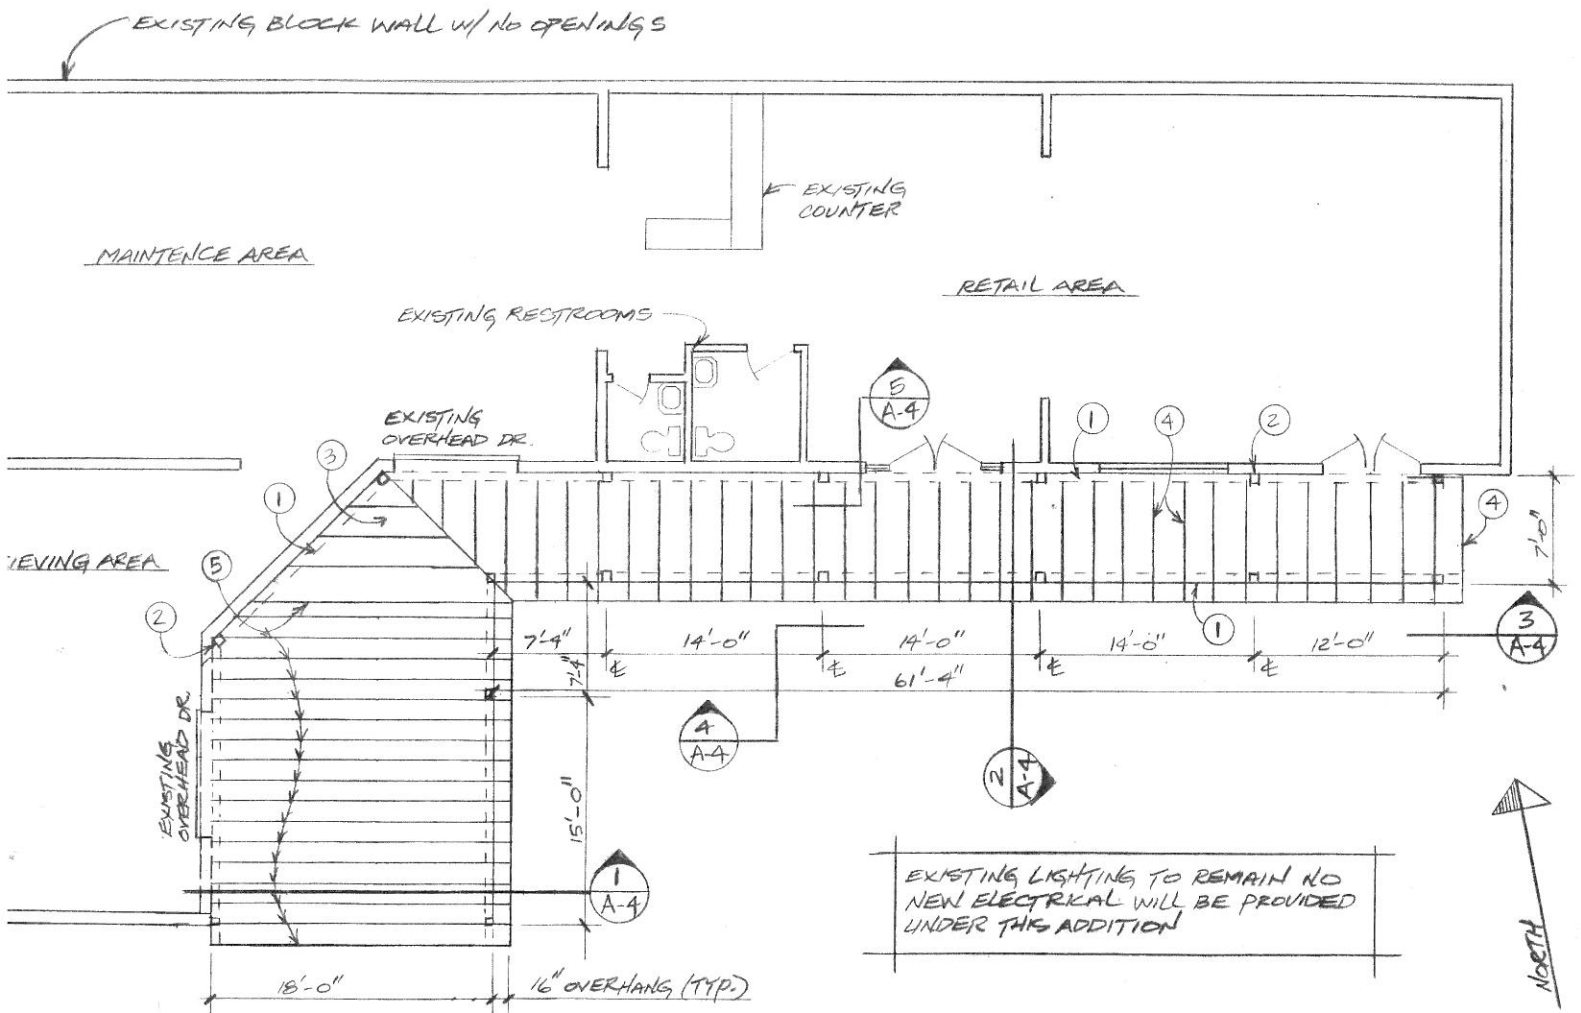 EXISTING BLOCK WALL W/ NO OPENINGS
EXISTING
COUNTER
MAINTENCE AREA
RETAIL AREA
EXISTING RESTROOMS
5
A-4
EXISTING
OVERHEAD DR.
1
4
2
3
1
4
7'-0"
IEVING AREA
5
2
1
3
A-4
7'-4"
14'-0"
14'-0"
14'-0"
12'-0"
℄
℄
℄
℄
7'-4"
61'-4"
4
A-4
2
A-4
EXISTING
OVERHEAD DR.
15'-0"
1
A-4
EXISTING LIGHTING TO REMAIN NO
NEW ELECTRICAL WILL BE PROVIDED
UNDER THIS ADDITION
NORTH
18'-0"
16" OVERHANG (TYP.)